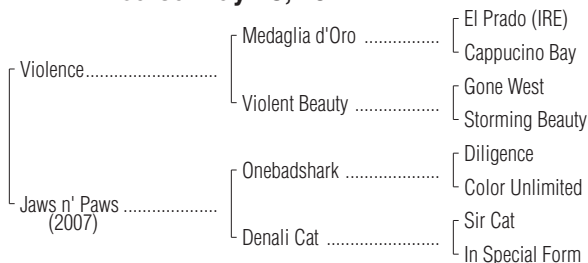 El Prado (IRE)
Medaglia d'Oro ................
Cappucino Bay
Violence............................
Gone West
Violent Beauty ..................
Storming Beauty
Diligence
Onebadshark ....................
Color Unlimited
Jaws n' Paws ....................
(2007)
Sir Cat
Denali Cat .......................
In Special Form